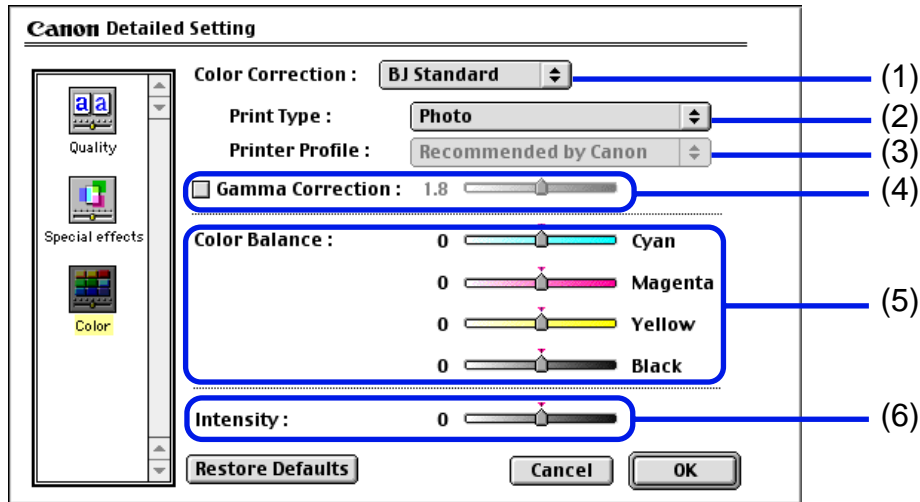 Canon Detailed Setting
Color Correction : BJ Standard (1)
Print Type : Photo (2)
Printer Profile : Recommended by Canon (3)
Gamma Correction : 1.8 (4)
Color Balance : 0 Cyan
0 Magenta
(5)
0 Yellow
0 Black
Intensity : 0 (6)
Restore Defaults Cancel OK
aa
Quality
Special effects
Color